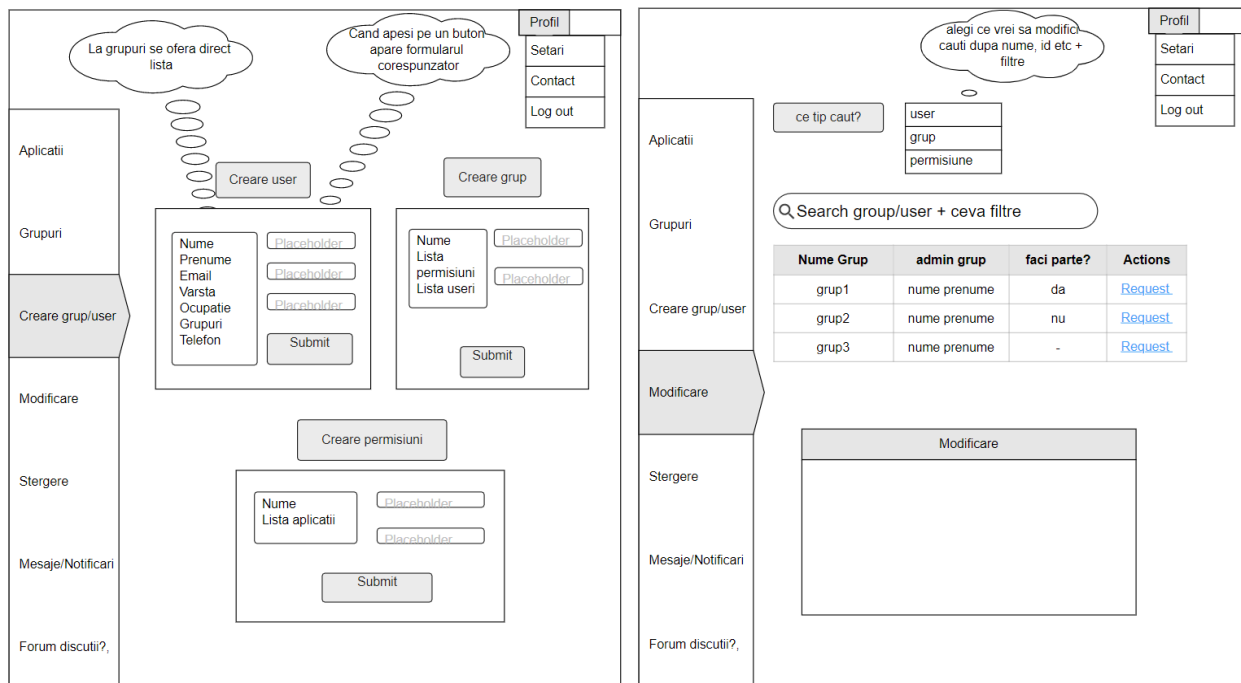 La grupuri se ofera direct
lista
Cand apesi pe un buton
apare formularul
corespunzator
Profil
Setari
Contact
Log out
Aplicatii
Grupuri
Creare grup/user
Modificare
Stergere
Mesaje/Notificari
Forum discutii?,
Creare user
Nume
Prenume
Email
Varsta
Ocupatie
Grupuri
Telefon
Placeholder
Placeholder
Placeholder
Submit
Creare grup
Nume
Lista
permisiuni
Lista useri
Placeholder
Placeholder
Submit
Creare permisiuni
Nume
Lista aplicatii
Placeholder
Placeholder
Submit
alegi ce vrei sa modifici
cauti dupa nume, id etc +
filtre
Profil
Setari
Contact
Log out
Aplicatii
Grupuri
Creare grup/user
Modificare
Stergere
Mesaje/Notificari
Forum discutii?,
ce tip caut?
user
grup
permisiune
Search group/user + ceva filtre
Nume Grup admin grup faci parte? Actions
grup1 nume prenume da Request
grup2 nume prenume nu Request
grup3 nume prenume - Request
Modificare